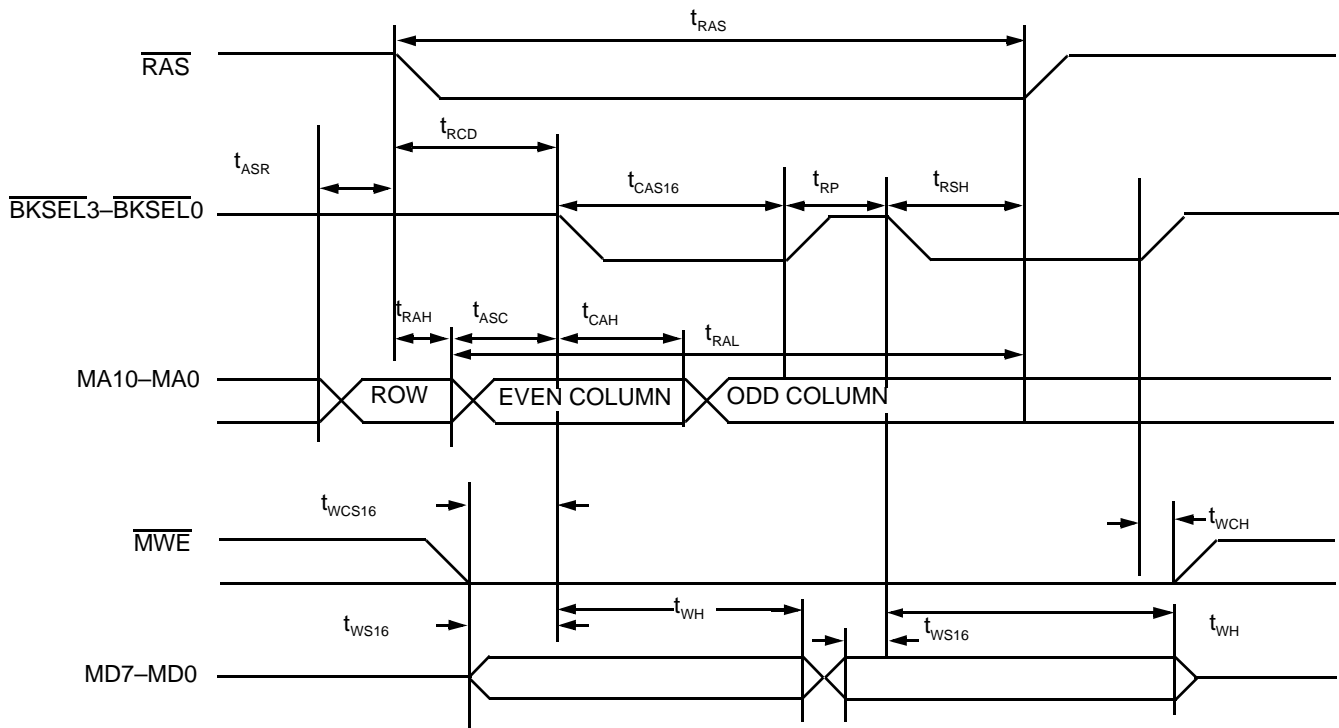 tRAS
RAS
tRCD
tASR
tCAS16
tRP
tRSH
BKSEL3–BKSEL0
tRAH
tASC
tCAH
tRAL
MA10–MA0
ROW
EVEN COLUMN
ODD COLUMN
tWCS16
tWCH
MWE
tWS16
tWH
tWS16
tWH
MD7–MD0